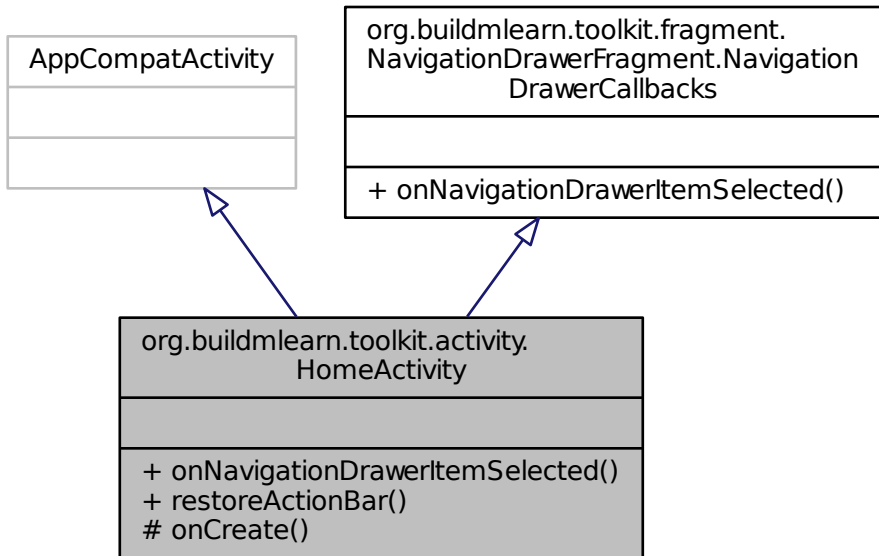 AppCompatActivity
org.buildmlearn.toolkit.fragment.
NavigationDrawerFragment.Navigation
DrawerCallbacks
+ onNavigationDrawerItemSelected()
org.buildmlearn.toolkit.activity.
HomeActivity
+ onNavigationDrawerItemSelected()
+ restoreActionBar()
# onCreate()